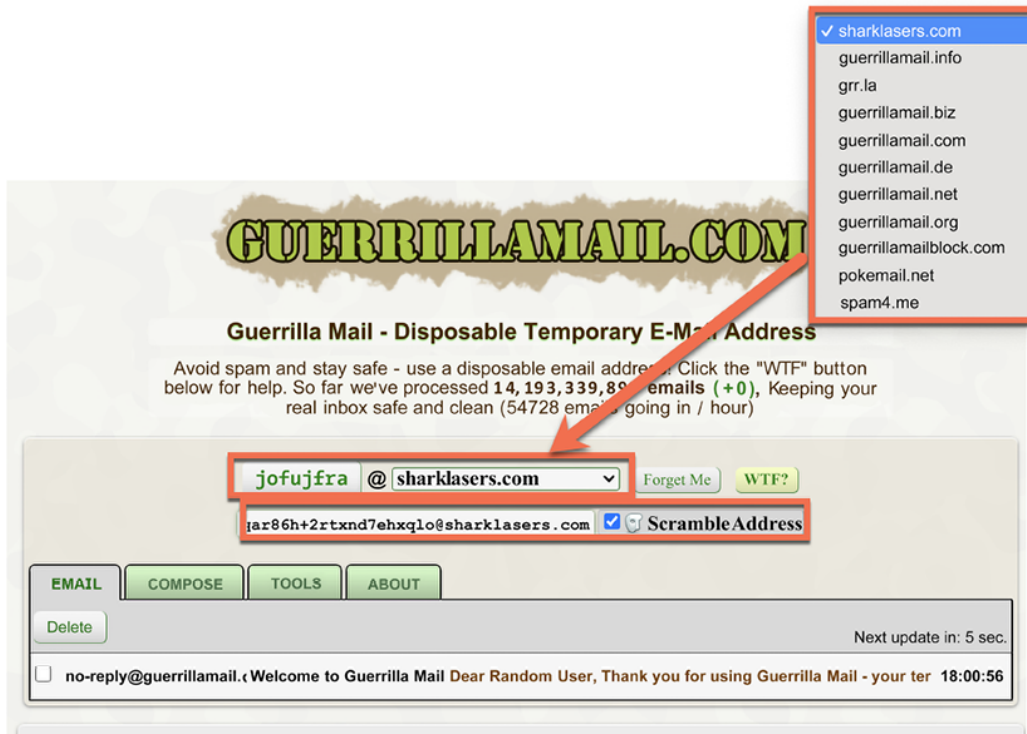 sharklasers.com
guerrillamail.info
grr.la
guerrillamail.biz
guerrillamail.com
guerrillamail.de
guerrillamail.net
guerrillamail.org
guerrillamailblock.com
pokemail.net
spam4.me
GUERRILLAMAIL.COM
Guerrilla Mail - Disposable Temporary E-Mail Address
Avoid spam and stay safe - use a disposable email address! Click the "WTF" button
below for help. So far we've processed 14,193,339,89 emails (+0), Keeping your
real inbox safe and clean (54728 emails going in / hour)
jofujfra @ sharklasers.com Forget Me WTF?
qar86h+2rtxnd7ehxqlo@sharklasers.com Scramble Address
EMAIL COMPOSE TOOLS ABOUT
Delete
Next update in: 5 sec.
no-reply@guerrillamail. Welcome to Guerrilla Mail Dear Random User, Thank you for using Guerrilla Mail - your ter 18:00:56